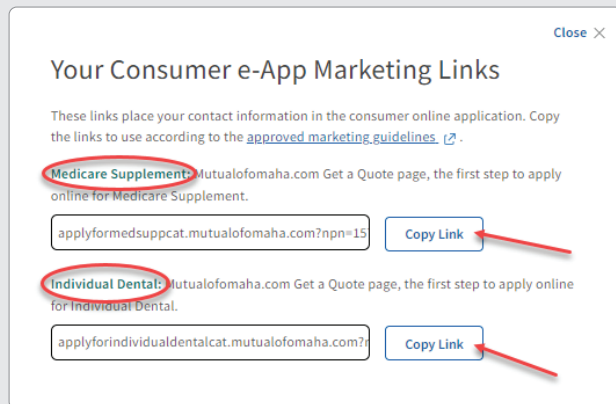 Close
Your Consumer e-App Marketing Links
These links place your contact information in the consumer online application. Copy
the links to use according to the approved marketing guidelines .
Medicare Supplement: Mutualofomaha.com Get a Quote page, the first step to apply
online for Medicare Supplement.
applyformedsuppcat.mutualofomaha.com?npn=15
Copy Link
Individual Dental: Mutualofomaha.com Get a Quote page, the first step to apply online
for Individual Dental.
applyforindividualdentalcat.mutualofomaha.com?
Copy Link